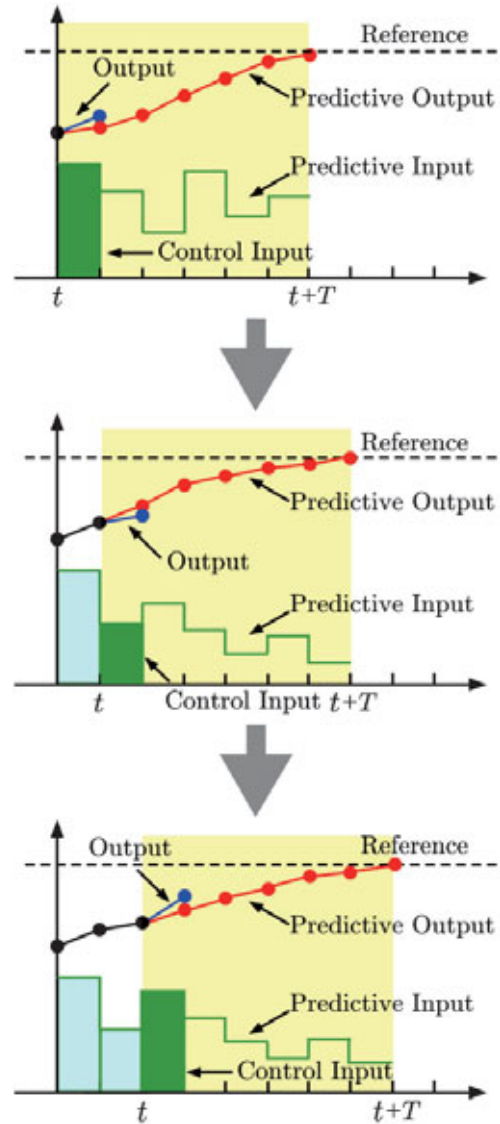 Reference
Output
Predictive Output
Predictive Input
Control Input
t
t+T
Reference
Predictive Output
Output
Predictive Input
Control Input
t
t+T
Reference
Output
Predictive Output
Predictive Input
Control Input
t
t+T